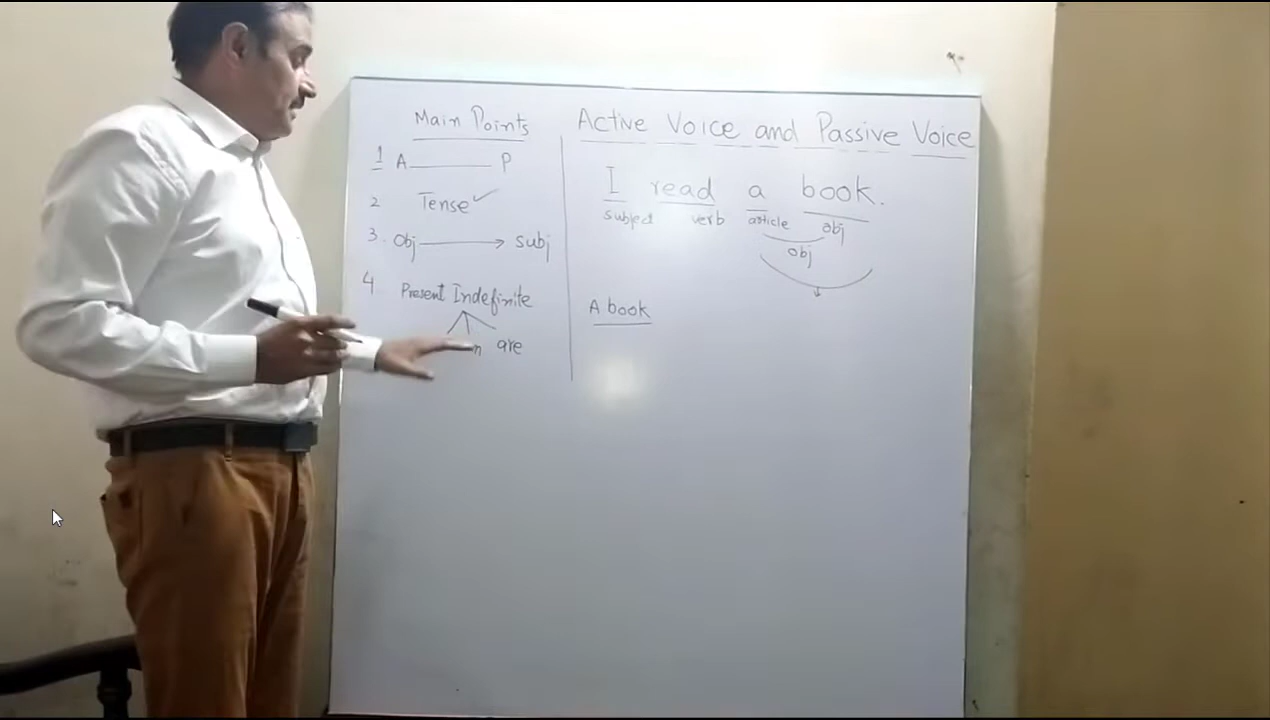 Main Points
1 A P
2 Tense
3. Obj subj
4 Present Indefinite
are
Active Voice and Passive Voice
I read a book.
subject verb article obj
obj
A book